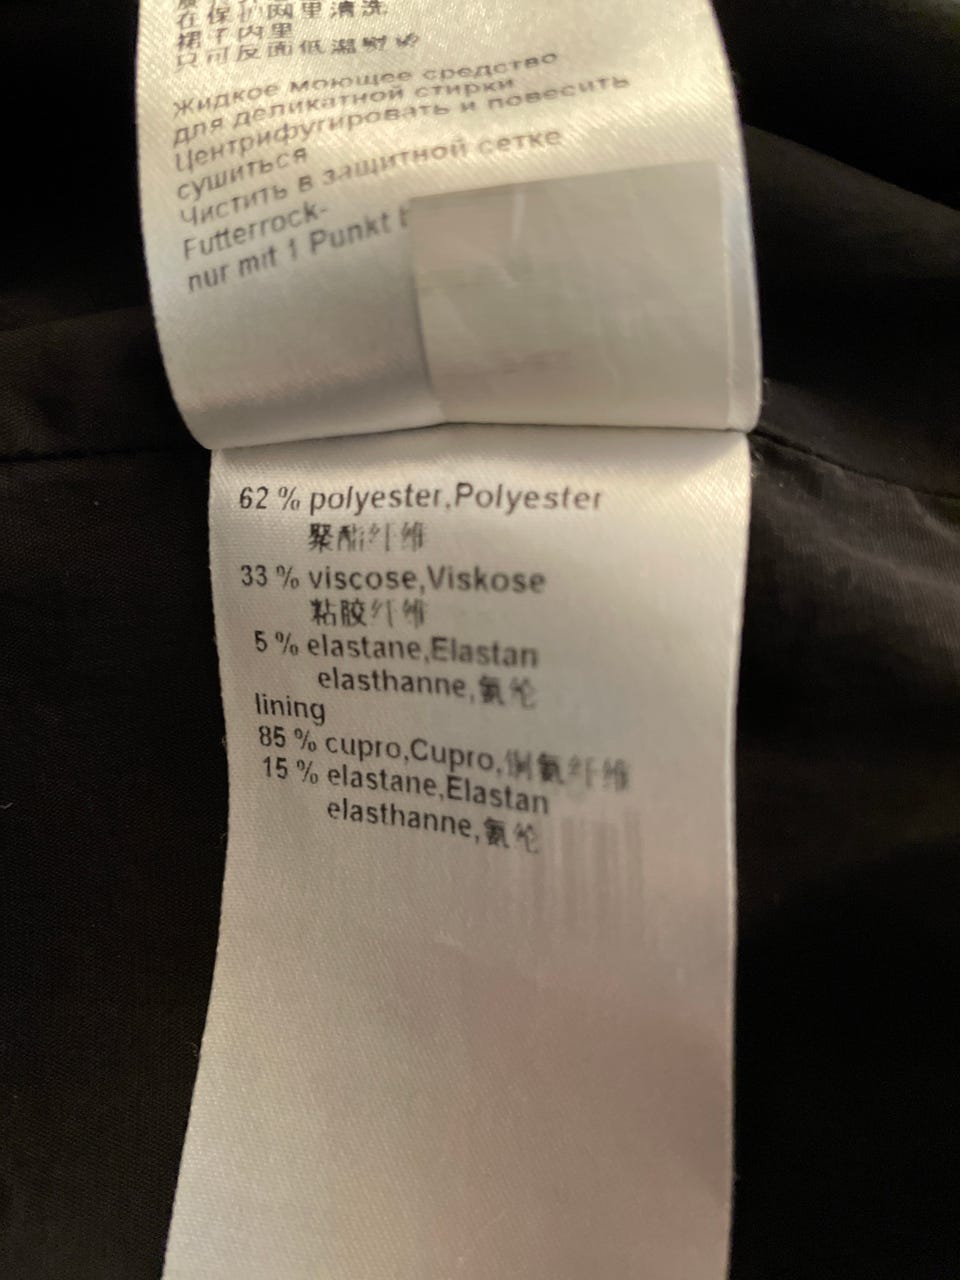 在保护网里清洗
裙子内里
只可反面低温熨烫
Жидкое моющее средство
для деликатной стирки
Центрифугировать и повесить
сушиться
Чистить в защитной сетке
Futterrock-
nur mit 1 Punkt
62 % polyester,Polyester
聚酯纤维
33 % viscose,Viskose
粘胶纤维
5 % elastane,Elastan
elasthanne,氨纶
lining
85 % cupro,Cupro,铜氨纤维
15 % elastane,Elastan
elasthanne,氨纶